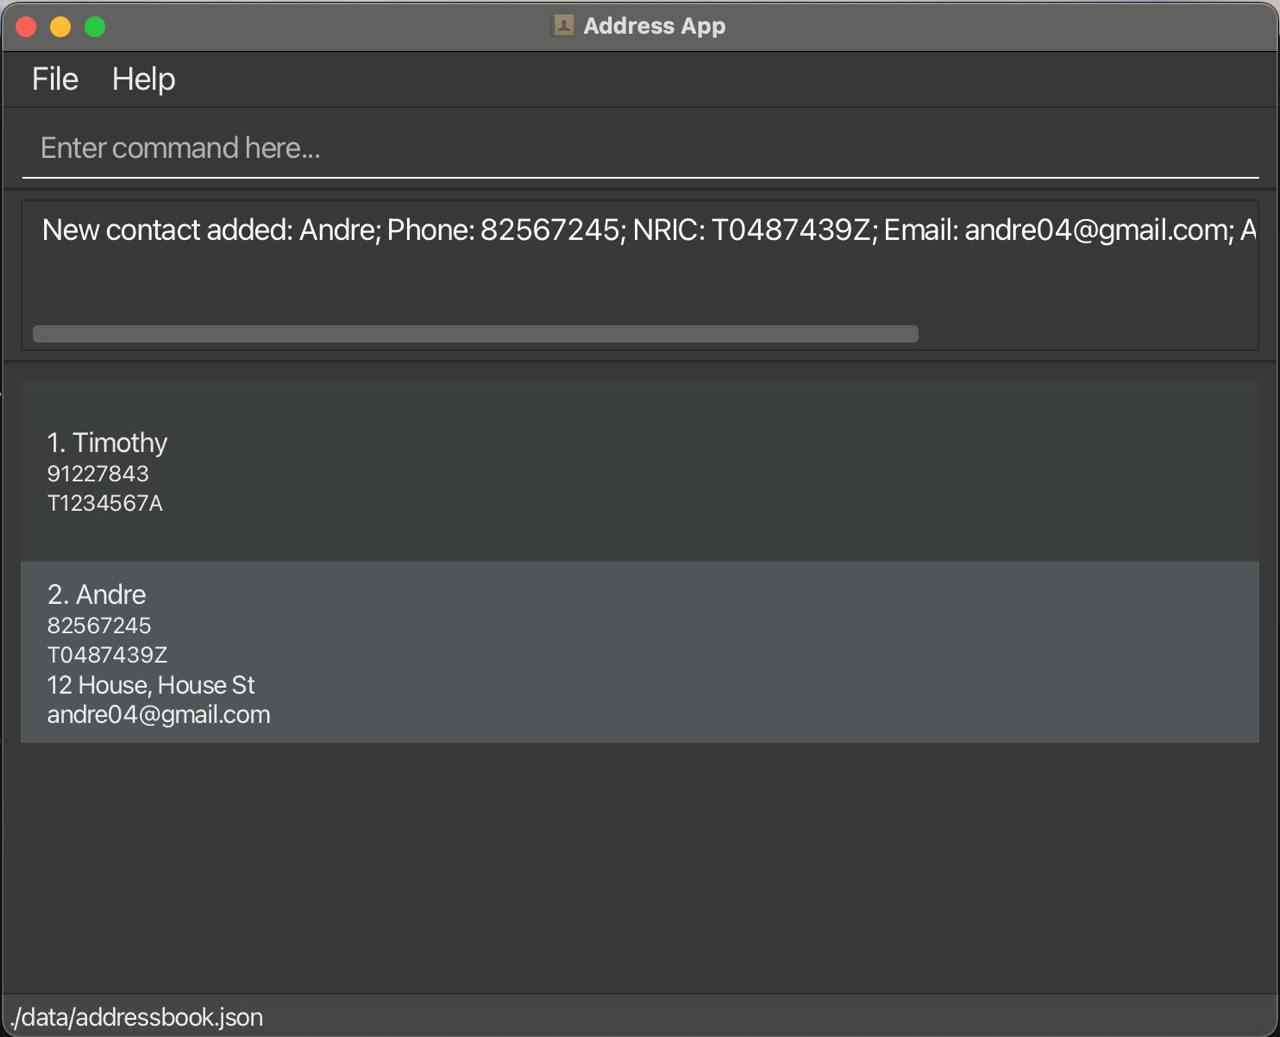 Address App
File Help
Enter command here...
New contact added: Andre; Phone: 82567245; NRIC: T0487439Z; Email: andre04@gmail.com; A
1. Timothy
91227843
T1234567A
2. Andre
82567245
T0487439Z
12 House, House St
andre04@gmail.com
./data/addressbook.json